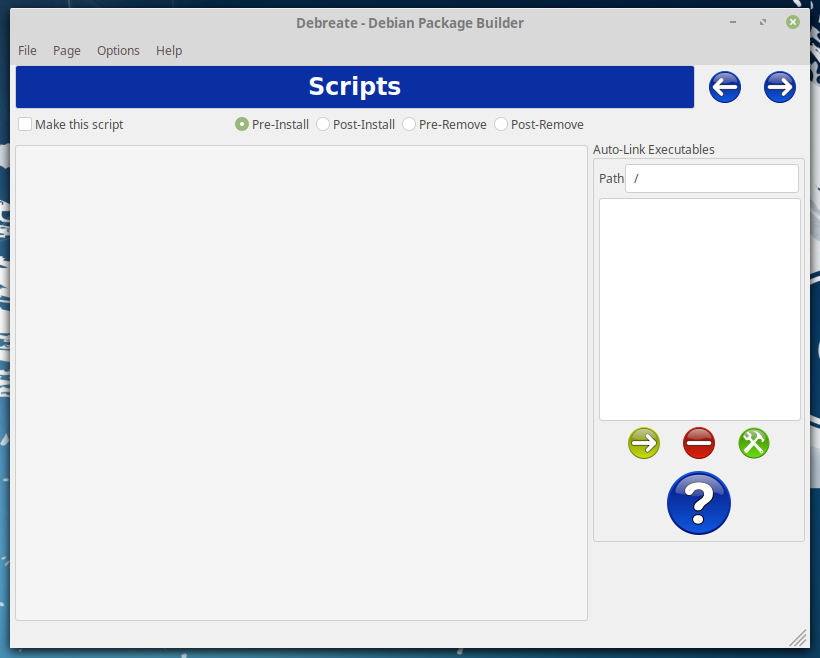 Debreate - Debian Package Builder
File Page Options Help
Scripts
Make this script Pre-Install Post-Install Pre-Remove Post-Remove
Auto-Link Executables
Path /
?